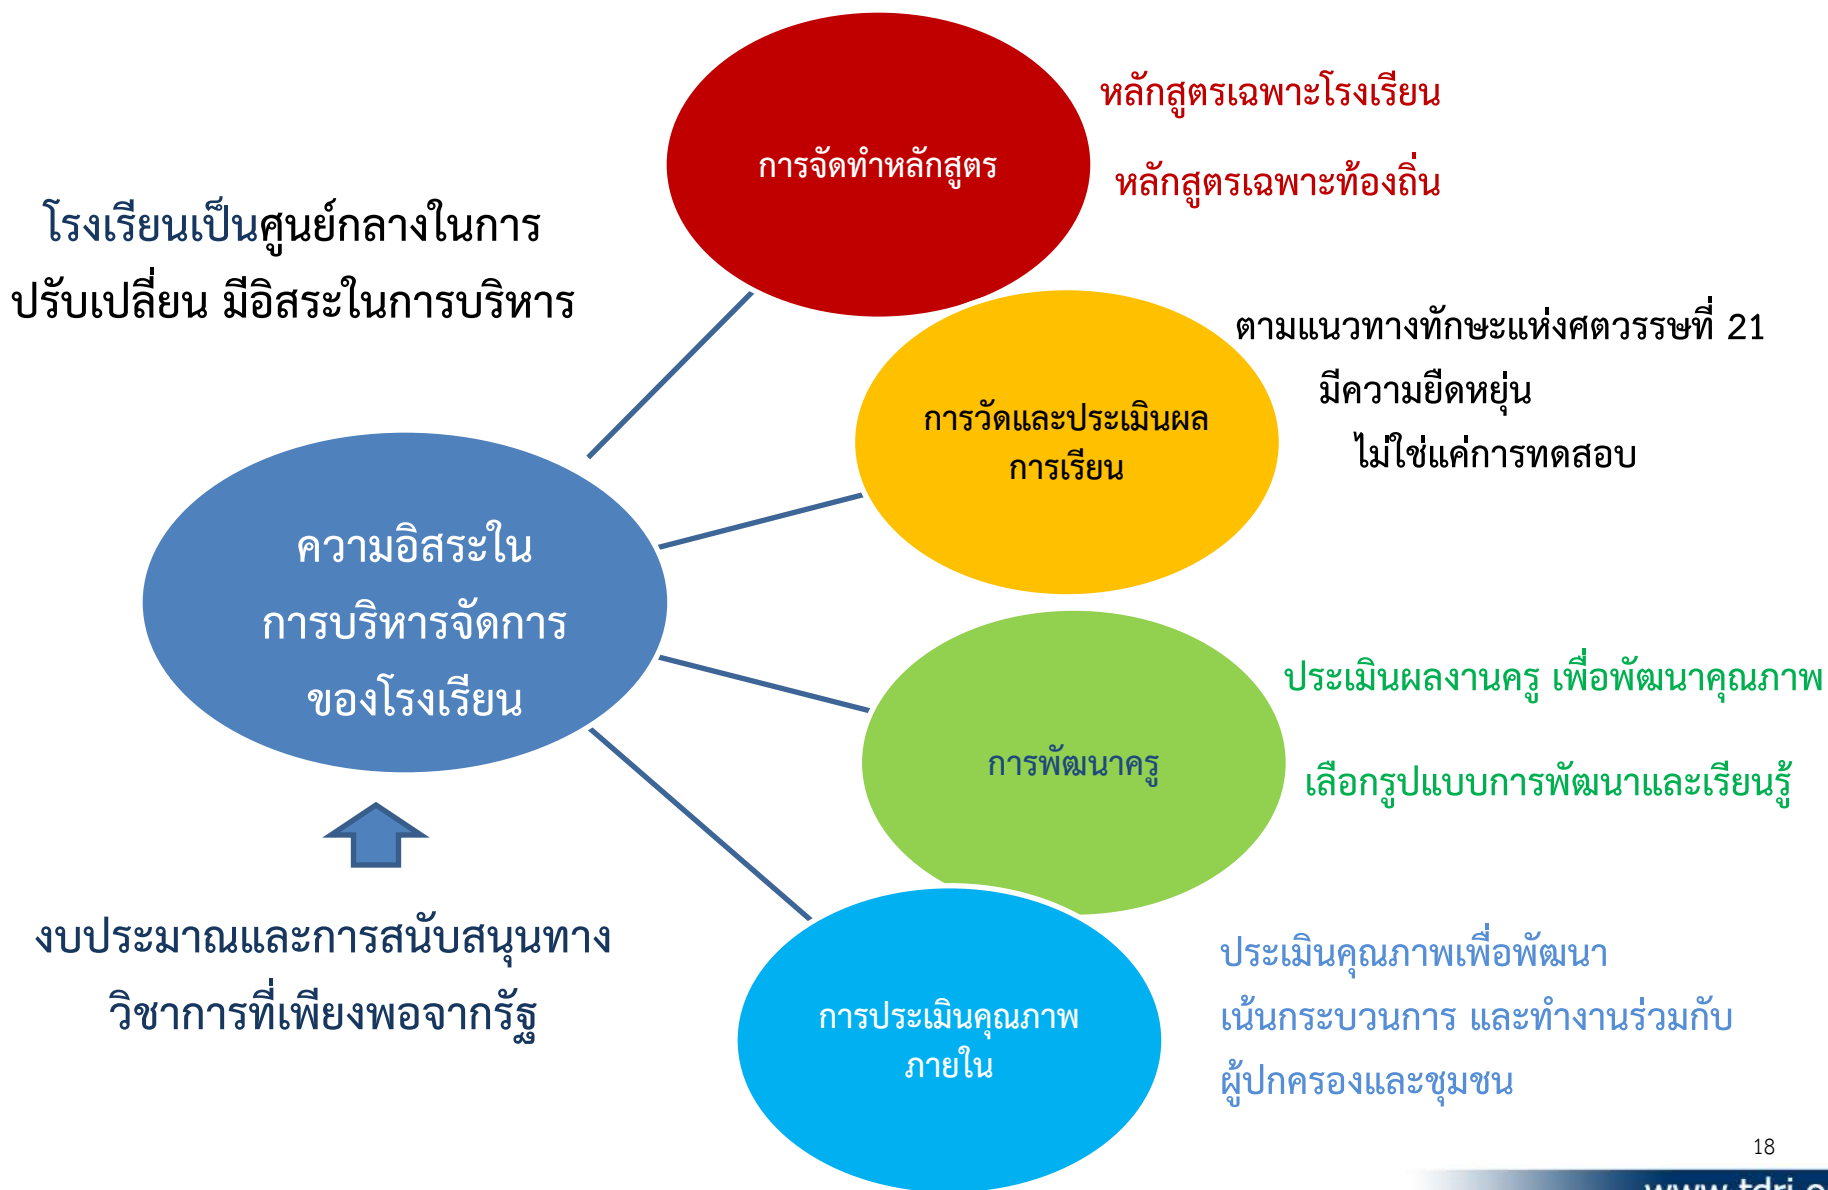 การจัดทำหลักสูตร
หลักสูตรเฉพาะโรงเรียน
หลักสูตรเฉพาะท้องถิ่น
โรงเรียนเป็นศูนย์กลางในการ
ปรับเปลี่ยน มีอิสระในการบริหาร
การวัดและประเมินผล
การเรียน
ตามแนวทางทักษะแห่งศตวรรษที่ 21
มีความยืดหยุ่น
ไม่ใช่แค่การทดสอบ
ความอิสระใน
การบริหารจัดการ
ของโรงเรียน
การพัฒนาครู
ประเมินผลงานครู เพื่อพัฒนาคุณภาพ
เลือกรูปแบบการพัฒนาและเรียนรู้
งบประมาณและการสนับสนุนทาง
วิชาการที่เพียงพอจากรัฐ
การประเมินคุณภาพ
ภายใน
ประเมินคุณภาพเพื่อพัฒนา
เน้นกระบวนการ และทำงานร่วมกับ
ผู้ปกครองและชุมชน
18